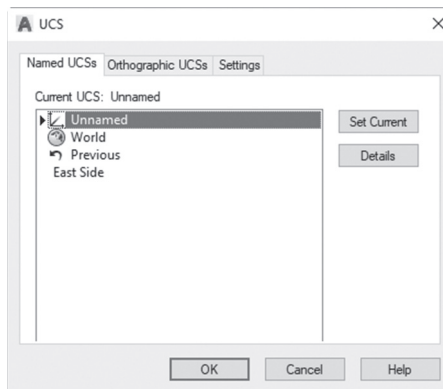 UCS
Named UCSs Orthographic UCSs Settings
Current UCS: Unnamed
Unnamed
World
Previous
East Side
Set Current
Details
OK Cancel Help